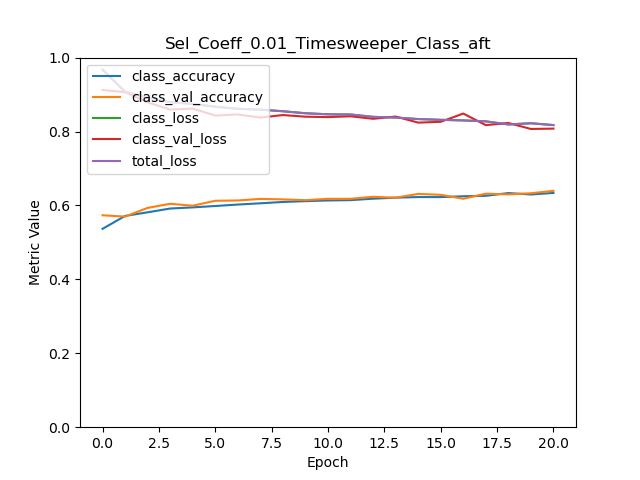 Sel_Coeff_0.01_Timesweeper_Class_aft
1.0
0.8
0.6
0.4
0.2
0.0
Metric Value
class_accuracy
class_val_accuracy
class_loss
class_val_loss
total_loss
0.0 2.5 5.0 7.5 10.0 12.5 15.0 17.5 20.0
Epoch